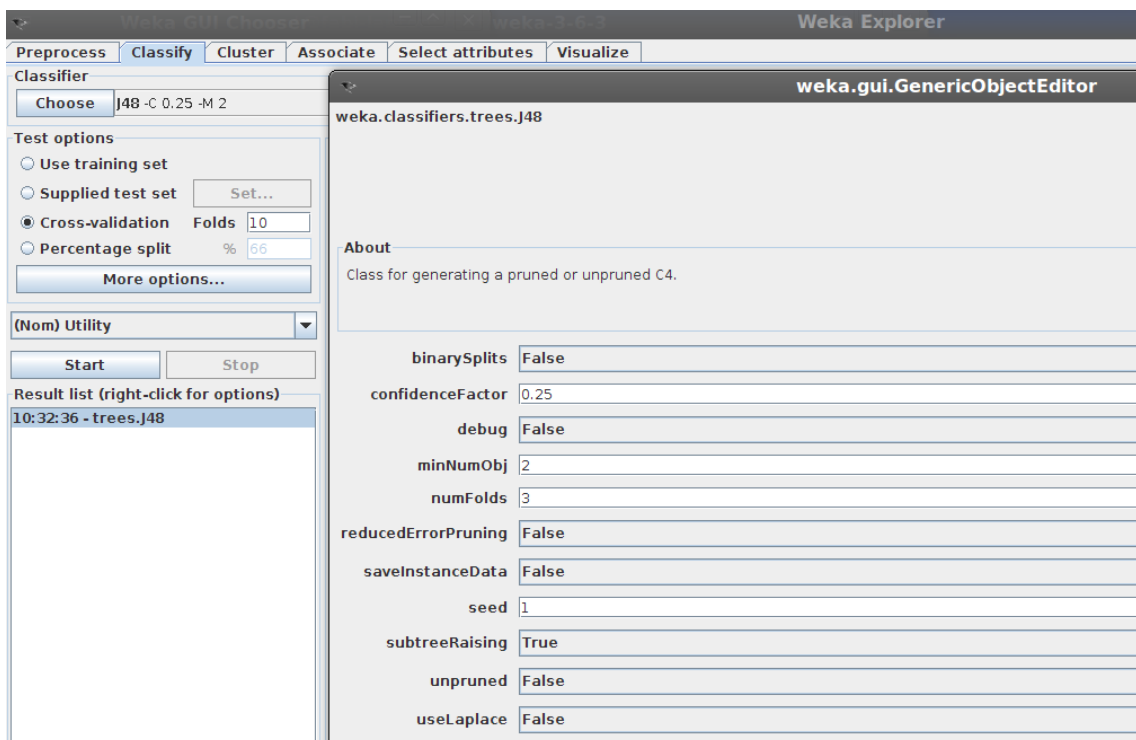 Weka GUI Chooser
weka-3-6-3
Weka Explorer
Preprocess Classify Cluster Associate Select attributes Visualize
Classifier
Choose J48 -C 0.25 -M 2
Test options
Use training set
Supplied test set Set...
Cross-validation Folds 10
Percentage split % 66
More options...
(Nom) Utility
Start Stop
Result list (right-click for options)
10:32:36 - trees.J48
weka.gui.GenericObjectEditor
weka.classifiers.trees.J48
About
Class for generating a pruned or unpruned C4.
binarySplits False
confidenceFactor 0.25
debug False
minNumObj 2
numFolds 3
reducedErrorPruning False
saveInstanceData False
seed 1
subtreeRaising True
unpruned False
useLaplace False